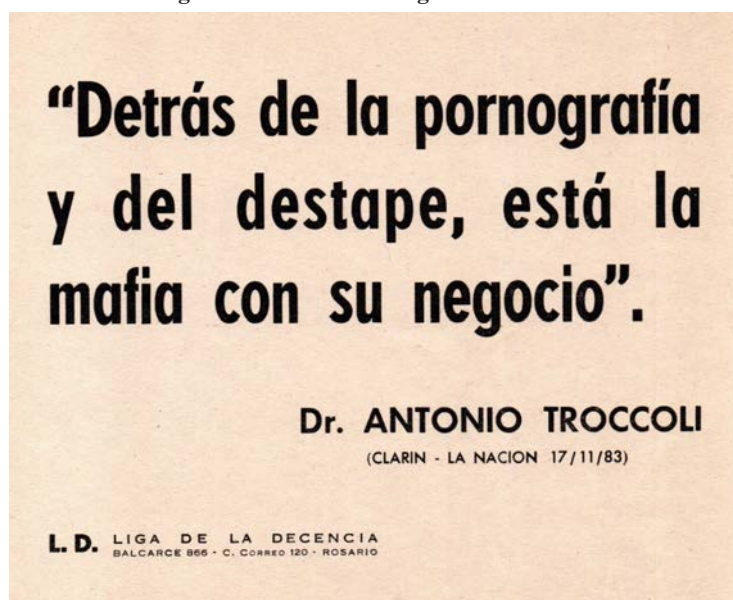 “Detrás de la pornografía
y del destape, está la
mafia con su negocio”.
Dr. ANTONIO TROCCOLI
(CLARIN - LA NACION 17/11/83)
L. D. LIGA DE LA DECENCIA
BALCARCE 866 - C. CORREO 120 - ROSARIO